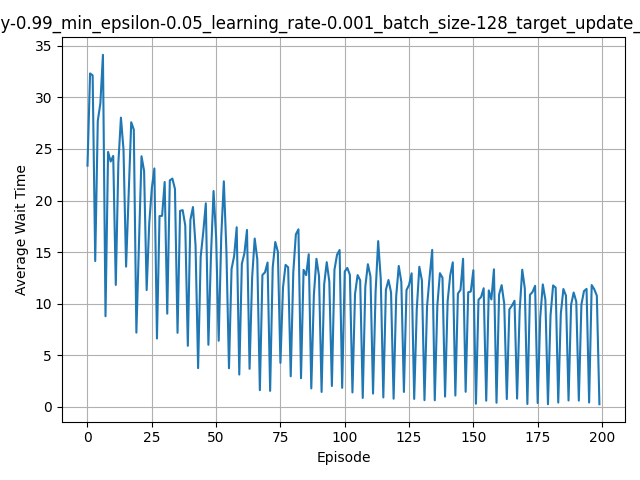 y-0.99_min_epsilon-0.05_learning_rate-0.001_batch_size-128_target_update_
35
30
25
20
15
10
5
0
Average Wait Time
0 25 50 75 100 125 150 175 200
Episode